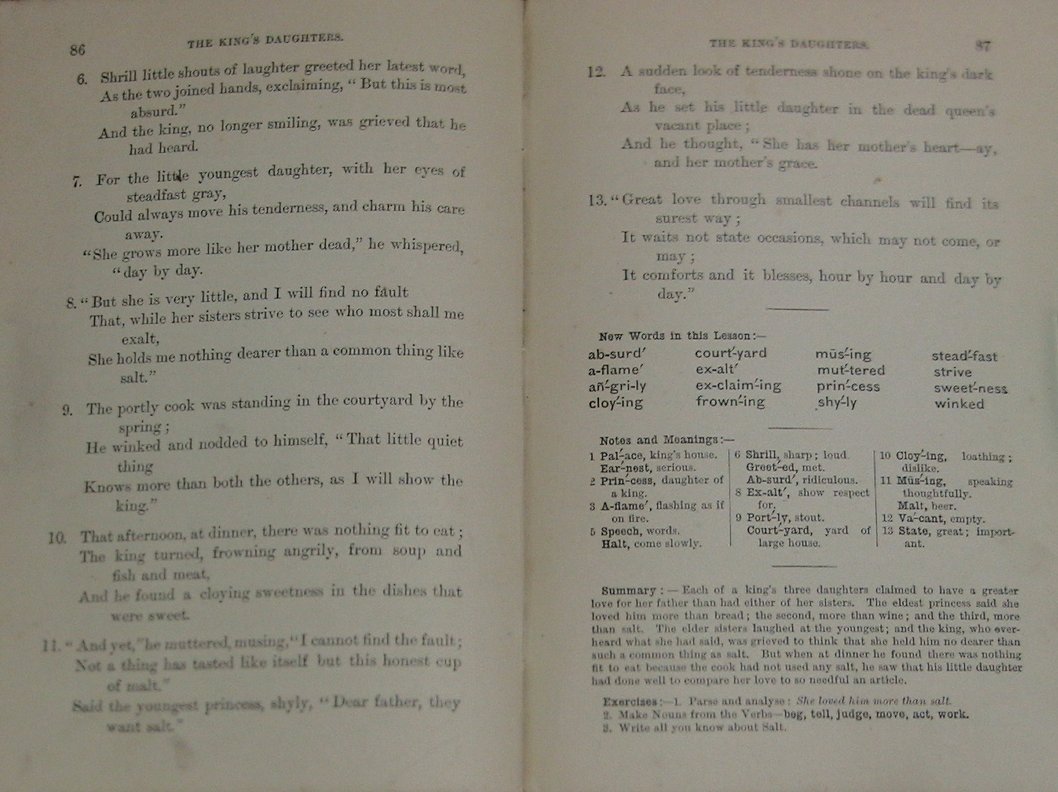 86
THE KING'S DAUGHTERS.
6. Shrill little shouts of laughter greeted her latest word,
As the two joined hands, exclaiming, "But this is most
absurd."
And the king, no longer smiling, was grieved that he
had heard.
7. For the little youngest daughter, with her eyes of
steadfast gray,
Could always move his tenderness, and charm his care
away.
"She grows more like her mother dead," he whispered,
"day by day.
8. "But she is very little, and I will find no fault
That, while her sisters strive to see who most shall me
exalt,
She holds me nothing dearer than a common thing like
salt."
9. The portly cook was standing in the courtyard by the
spring;
He winked and nodded to himself, "That little quiet
thing
Knows more than both the others, as I will show the
king."
10. That afternoon, at dinner, there was nothing fit to eat;
The king turned, frowning angrily, from soup and
fish and meat,
And he found a cloying sweetness in the dishes that
were sweet.
11. "And yet," he muttered, musing, "I cannot find the fault;
Not a thing has tasted like itself but this honest cup
of malt."
Said the youngest princess, shyly, "Dear father, they
want salt."
THE KING'S DAUGHTERS.
87
12. A sudden look of tenderness shone on the king's dark
face,
As he set his little daughter in the dead queen's
vacant place;
And he thought, "She has her mother's heart—ay,
and her mother's grace.
13. "Great love through smallest channels will find its
surest way;
It waits not state occasions, which may not come, or
may;
It comforts and it blesses, hour by hour and day by
day."
New Words in this Lesson:—
ab-surd′ court′-yard mūs′-ing stead′-fast
a-flame′ ex-alt′ mut′-tered strive
añ′-gri-ly ex-claim′-ing prin′-cess sweet′-ness
cloy′-ing frown′-ing shy′-ly winked
Notes and Meanings:—
1 Pal′-ace, king's house.
Ear′-nest, serious.
2 Prin′-cess, daughter of
a king.
3 A-flame′, flashing as if
on fire.
5 Speech, words.
Halt, come slowly.
6 Shrill, sharp; loud.
Greet′-ed, met.
Ab-surd′, ridiculous.
8 Ex-alt′, show respect
for.
9 Port′-ly, stout.
Court′-yard, yard of
large house.
10 Cloy′-ing, loathing;
dislike.
11 Mūs′-ing, speaking
thoughtfully.
Malt, beer.
12 Va′-cant, empty.
13 State, great; import-
ant.
Summary:— Each of a king's three daughters claimed to have a greater
love for her father than had either of her sisters. The eldest princess said she
loved him more than bread; the second, more than wine; and the third, more
than salt. The elder sisters laughed at the youngest; and the king, who over-
heard what she had said, was grieved to think that she held him no dearer than
such a common thing as salt. But when at dinner he found there was nothing
fit to eat because the cook had not used any salt, he saw that his little daughter
had done well to compare her love to so needful an article.
Exercises:—1. Parse and analyse: She loved him more than salt.
2. Make Nouns from the Verbs—beg, tell, judge, move, act, work.
3. Write all you know about Salt.